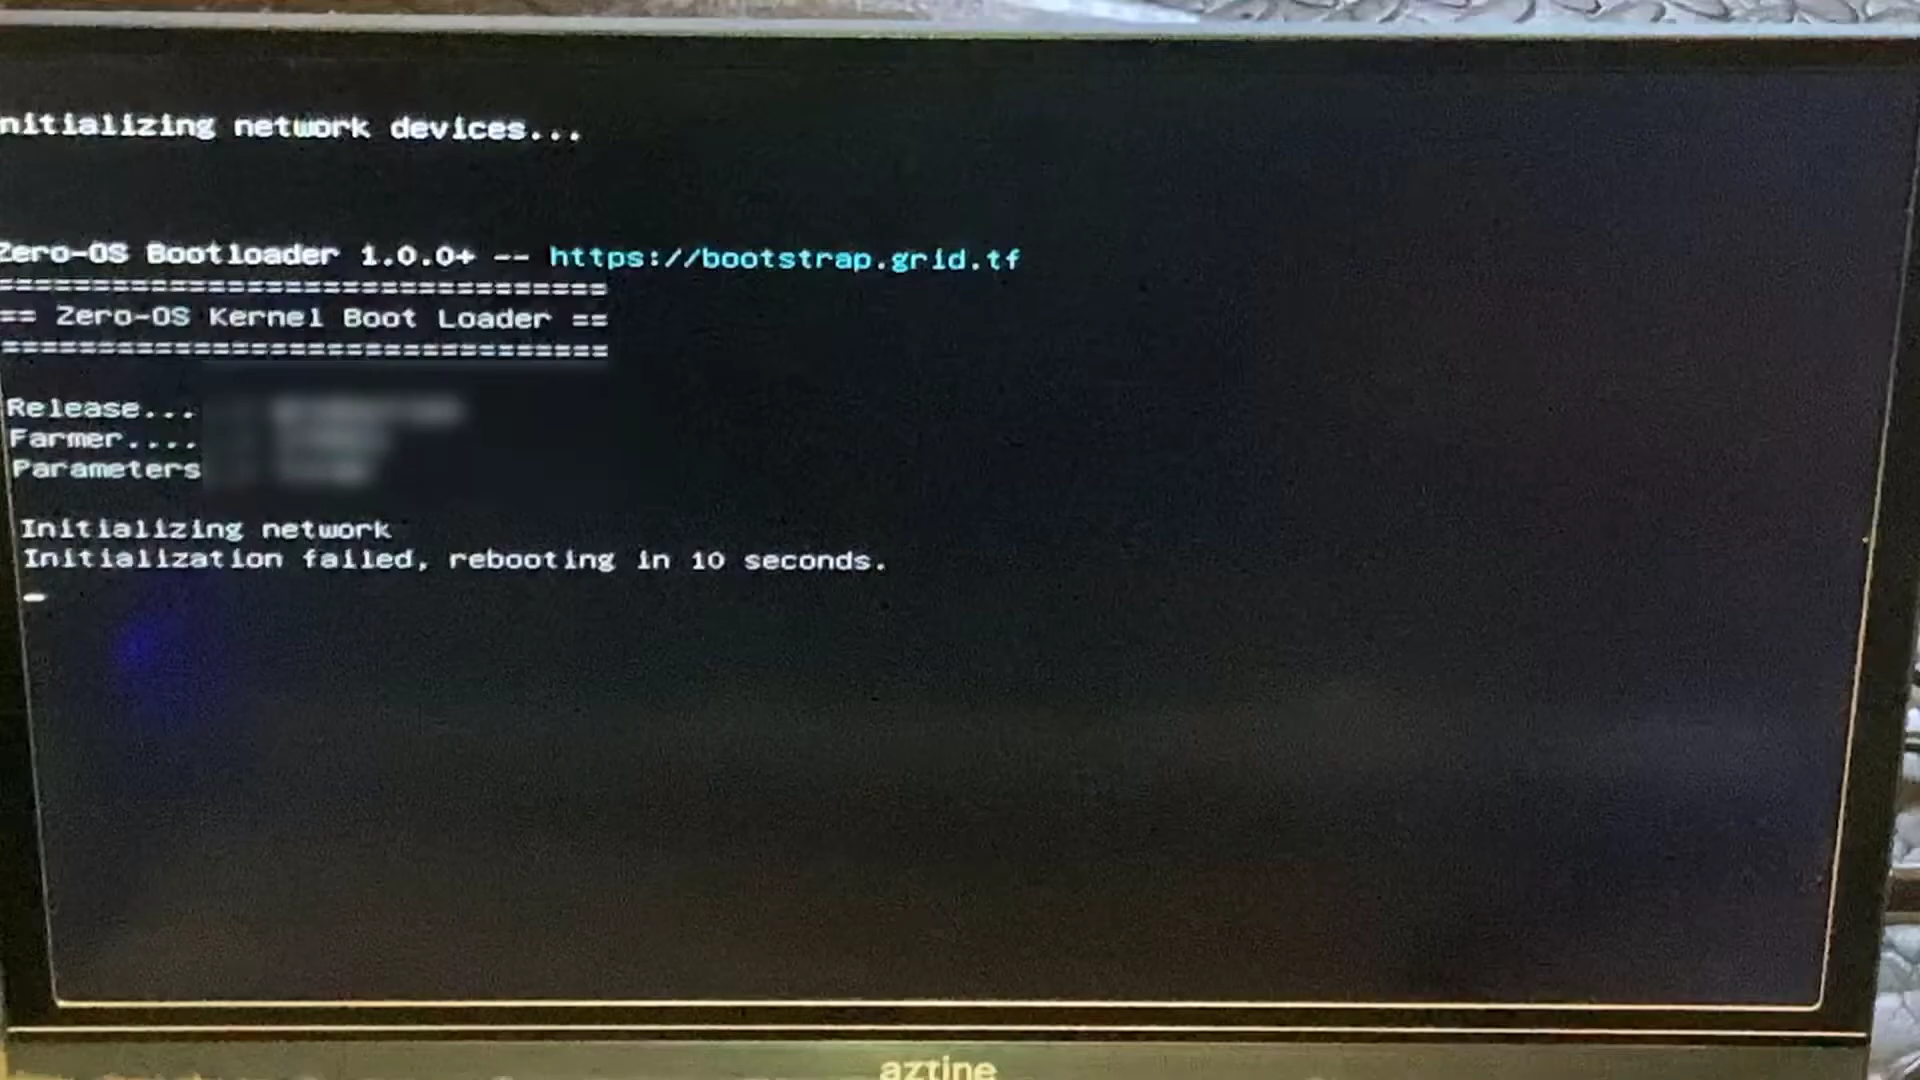 nitializing network devices...
Zero-OS Bootloader 1.0.0+ -- https://bootstrap.grid.tf
================================
== Zero-OS Kernel Boot Loader ==
================================
Release...
Farmer....
Parameters
Initializing network
Initialization failed, rebooting in 10 seconds.
aztine